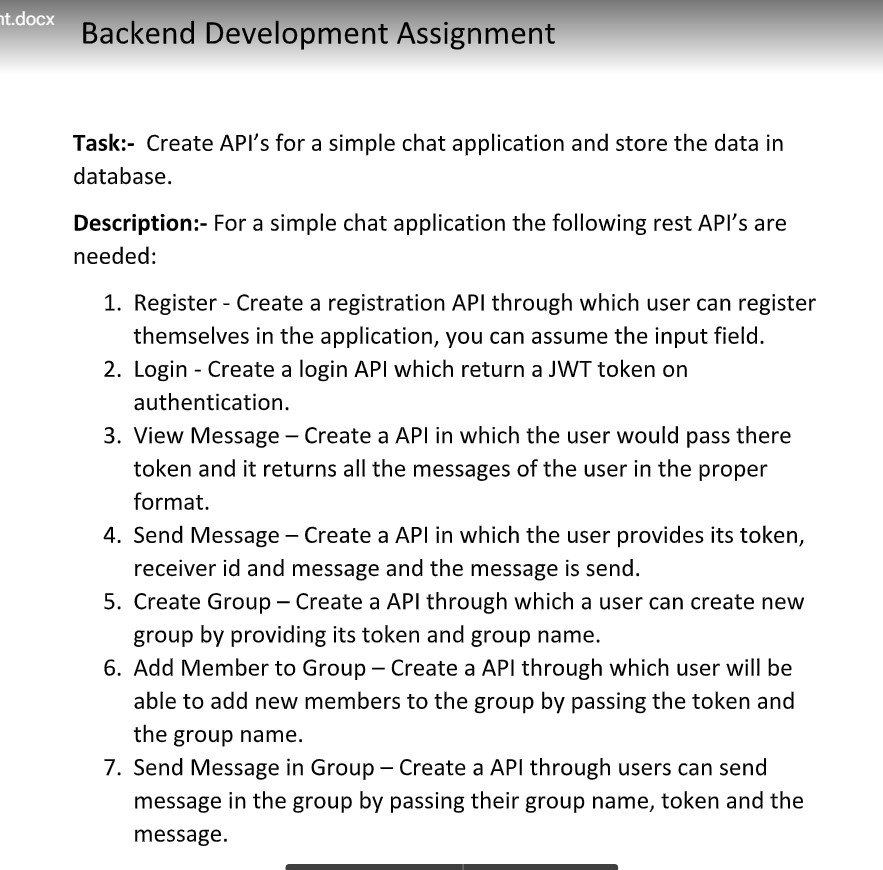 nt.docx
Backend Development Assignment
Task:- Create API’s for a simple chat application and store the data in
database.
Description:- For a simple chat application the following rest API’s are
needed:
1. Register - Create a registration API through which user can register
themselves in the application, you can assume the input field.
2. Login - Create a login API which return a JWT token on
authentication.
3. View Message – Create a API in which the user would pass there
token and it returns all the messages of the user in the proper
format.
4. Send Message – Create a API in which the user provides its token,
receiver id and message and the message is send.
5. Create Group – Create a API through which a user can create new
group by providing its token and group name.
6. Add Member to Group – Create a API through which user will be
able to add new members to the group by passing the token and
the group name.
7. Send Message in Group – Create a API through users can send
message in the group by passing their group name, token and the
message.